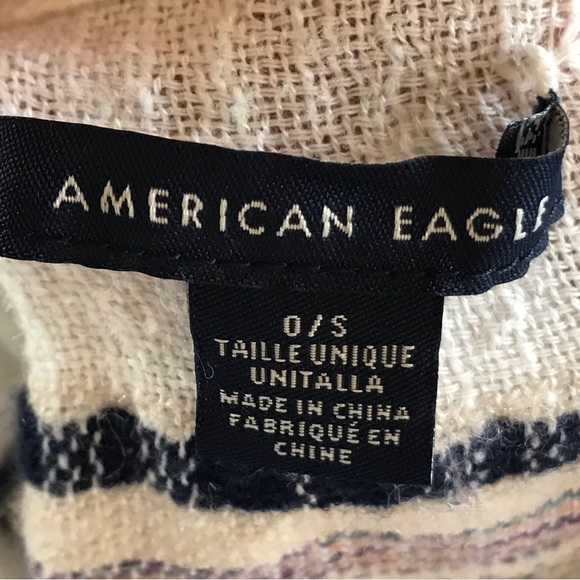 AMERICAN EAGLE
O/S
TAILLE UNIQUE
UNITALLA
MADE IN CHINA
FABRIQUÉ EN
CHINE